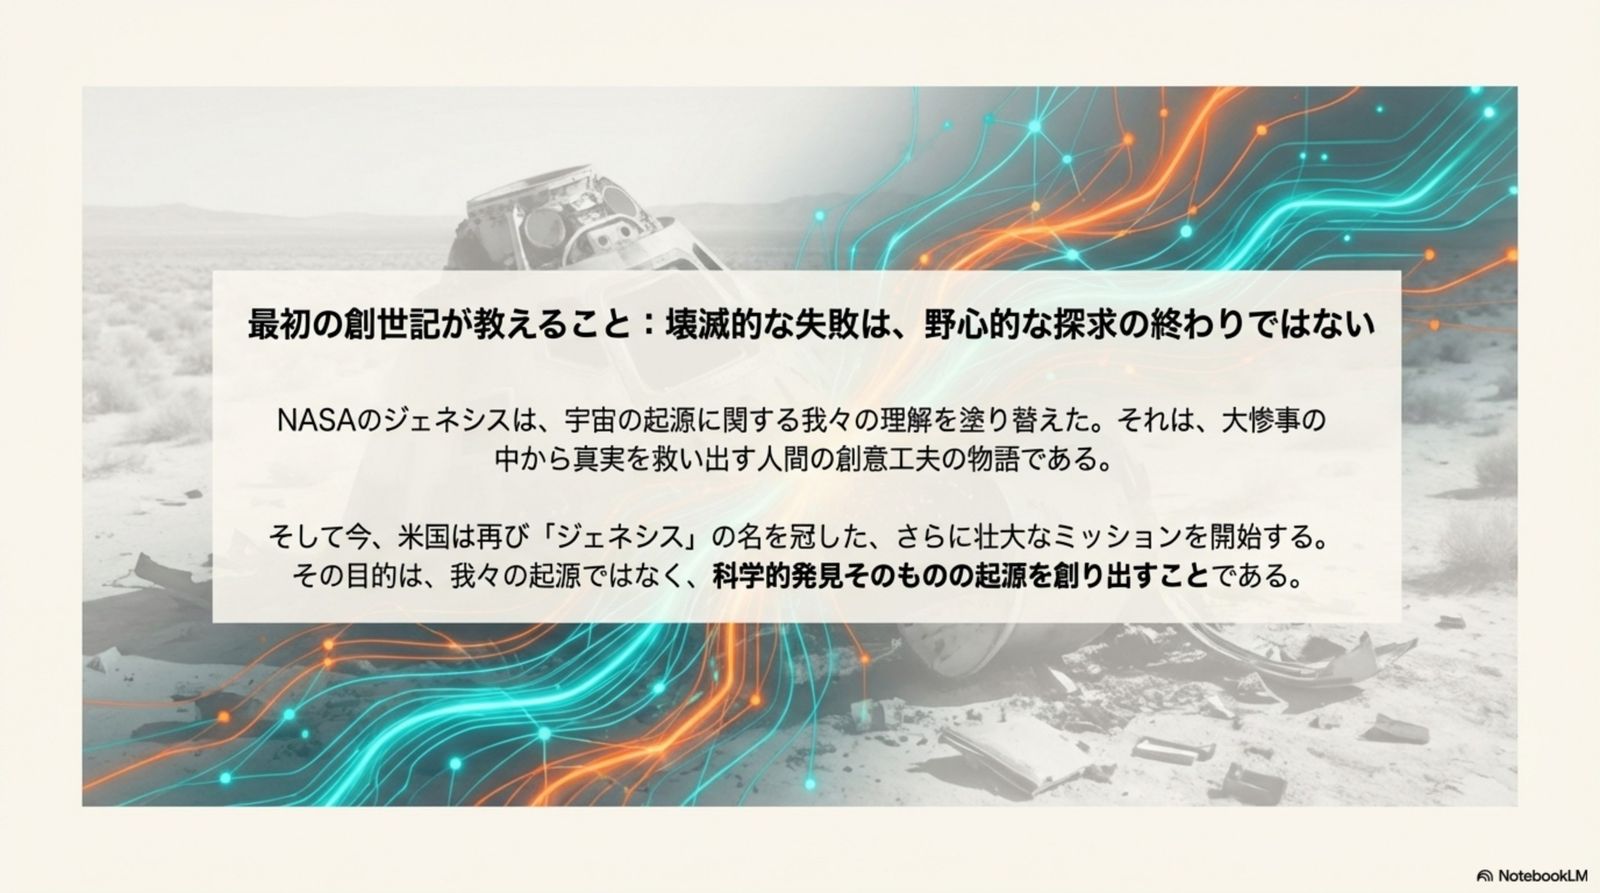 最初の創世記が教えること：壊滅的な失敗は、野心的な探求の終わりではない
NASAのジェネシスは、宇宙の起源に関する我々の理解を塗り替えた。それは、大惨事の
中から真実を救い出す人間の創意工夫の物語である。
そして今、米国は再び「ジェネシス」の名を冠した、さらに壮大なミッションを開始する。
その目的は、我々の起源ではなく、科学的発見そのものの起源を創り出すことである。
NotebookLM